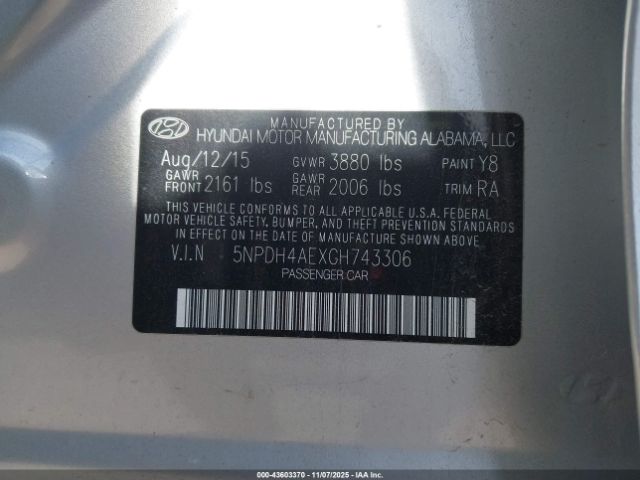 MANUFACTURED BY
HYUNDAI MOTOR MANUFACTURING ALABAMA, LLC
Aug/12/15 GVWR 3880 lbs PAINT Y8
GAWR FRONT 2161 lbs GAWR REAR 2006 lbs TRIM RA
THIS VEHICLE CONFORMS TO ALL APPLICABLE U.S.A. FEDERAL
MOTOR VEHICLE SAFETY, BUMPER, AND THEFT PREVENTION STANDARDS
IN EFFECT ON THE DATE OF MANUFACTURE SHOWN ABOVE.
V.I.N 5NPDH4AEXGH743306
PASSENGER CAR
000-43603370 - 11/07/2025 - IAAI. Copyright IAA, Inc.